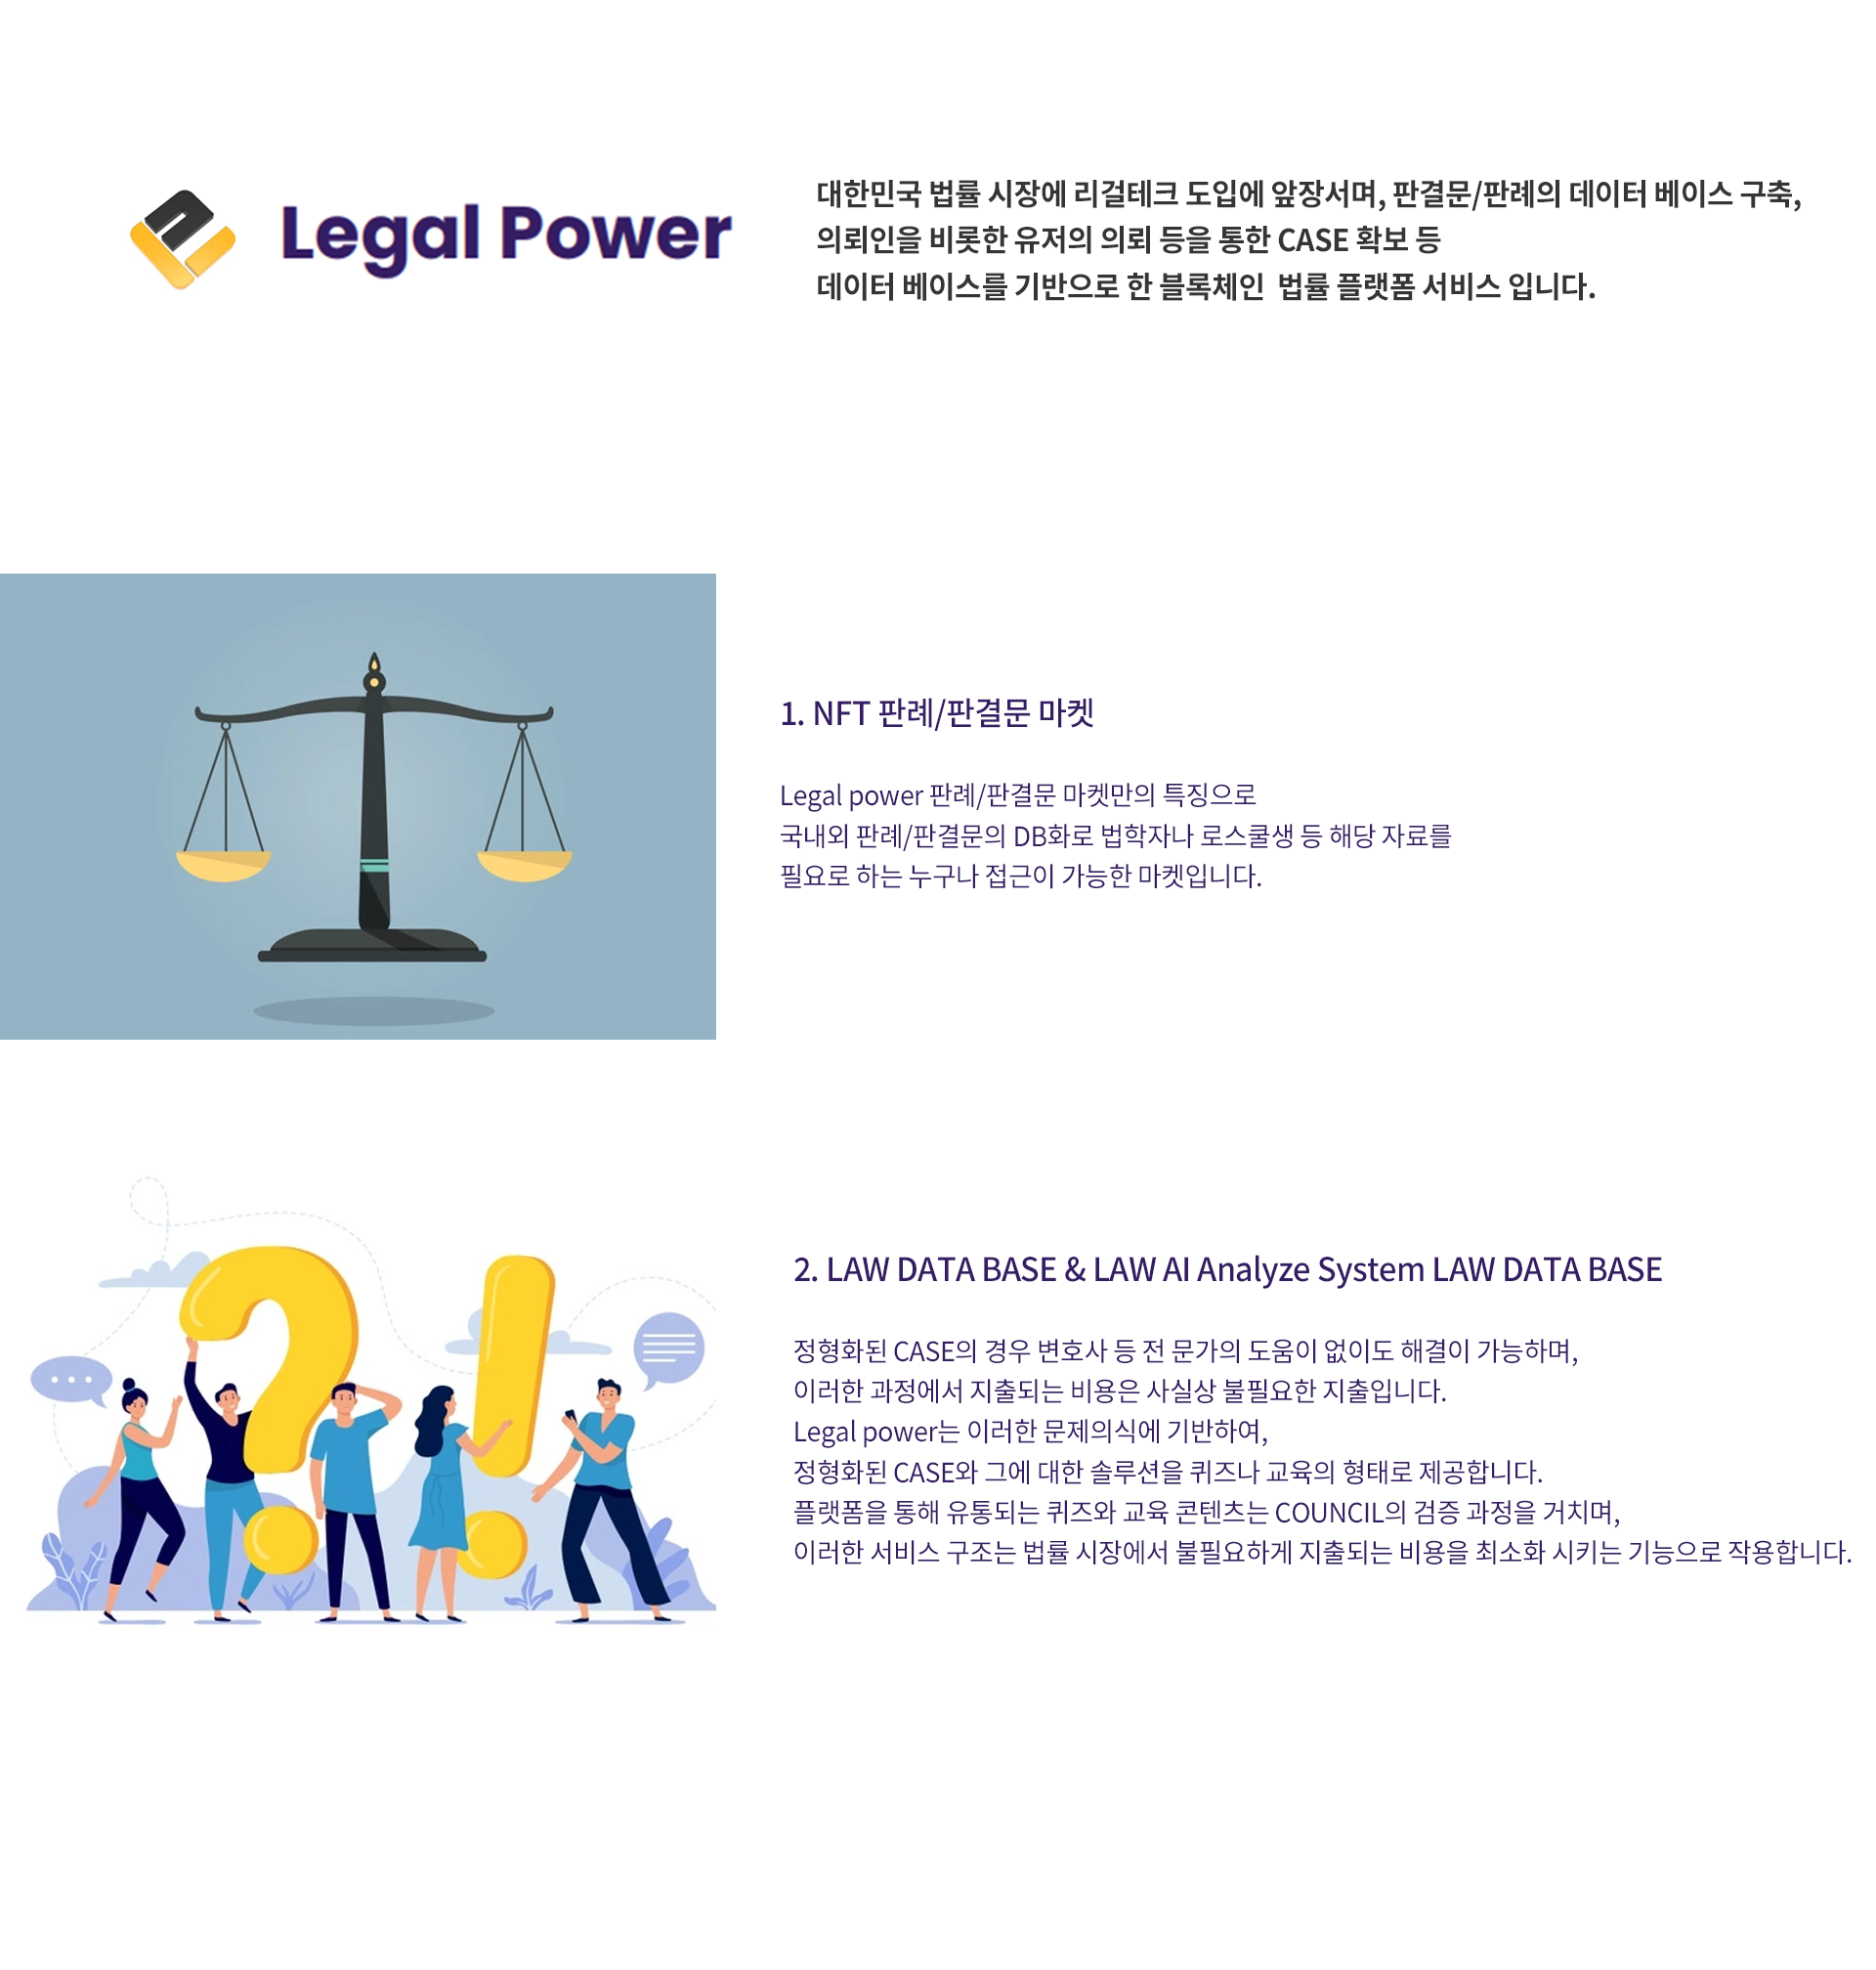 Legal Power
대한민국 법률 시장에 리걸테크 도입에 앞장서며, 판결문/판례의 데이터 베이스 구축,
의뢰인을 비롯한 유저의 의뢰 등을 통한 CASE 확보 등
데이터 베이스를 기반으로 한 블록체인 법률 플랫폼 서비스 입니다.
1. NFT 판례/판결문 마켓
Legal power 판례/판결문 마켓만의 특징으로
국내외 판례/판결문의 DB화로 법학자나 로스쿨생 등 해당 자료를
필요로 하는 누구나 접근이 가능한 마켓입니다.
2. LAW DATA BASE & LAW AI Analyze System LAW DATA BASE
정형화된 CASE의 경우 변호사 등 전 문가의 도움이 없이도 해결이 가능하며,
이러한 과정에서 지출되는 비용은 사실상 불필요한 지출입니다.
Legal power는 이러한 문제의식에 기반하여,
정형화된 CASE와 그에 대한 솔루션을 퀴즈나 교육의 형태로 제공합니다.
플랫폼을 통해 유통되는 퀴즈와 교육 콘텐츠는 COUNCIL의 검증 과정을 거치며,
이러한 서비스 구조는 법률 시장에서 불필요하게 지출되는 비용을 최소화 시키는 기능으로 작용합니다.